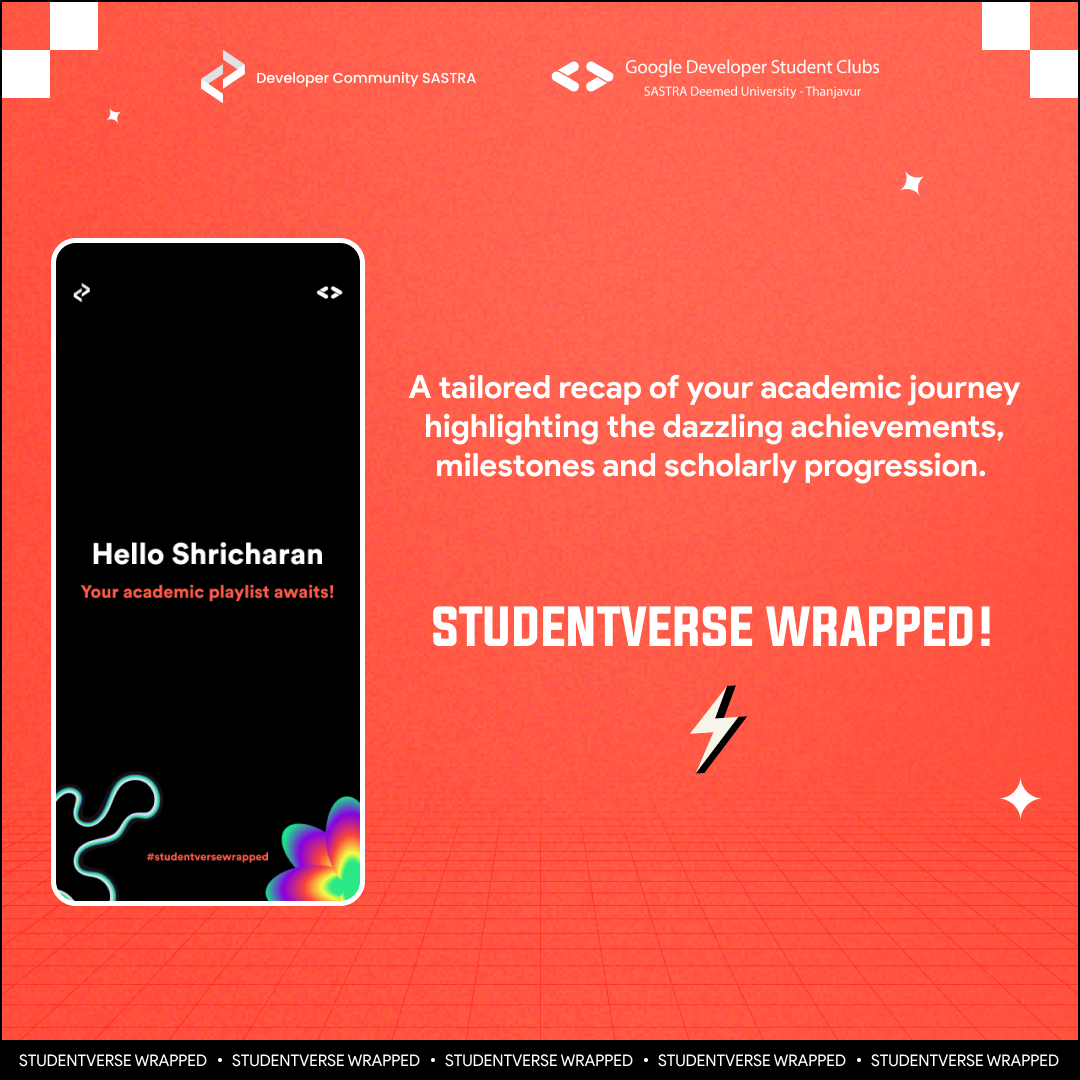 Developer Community SASTRA
Google Developer Student Clubs
SASTRA Deemed University - Thanjavur
Hello Shricharan
Your academic playlist awaits!
#studentversewrapped
A tailored recap of your academic journey
highlighting the dazzling achievements,
milestones and scholarly progression.
STUDENTVERSE WRAPPED!
STUDENTVERSE WRAPPED • STUDENTVERSE WRAPPED • STUDENTVERSE WRAPPED • STUDENTVERSE WRAPPED • STUDENTVERSE WRAPPED